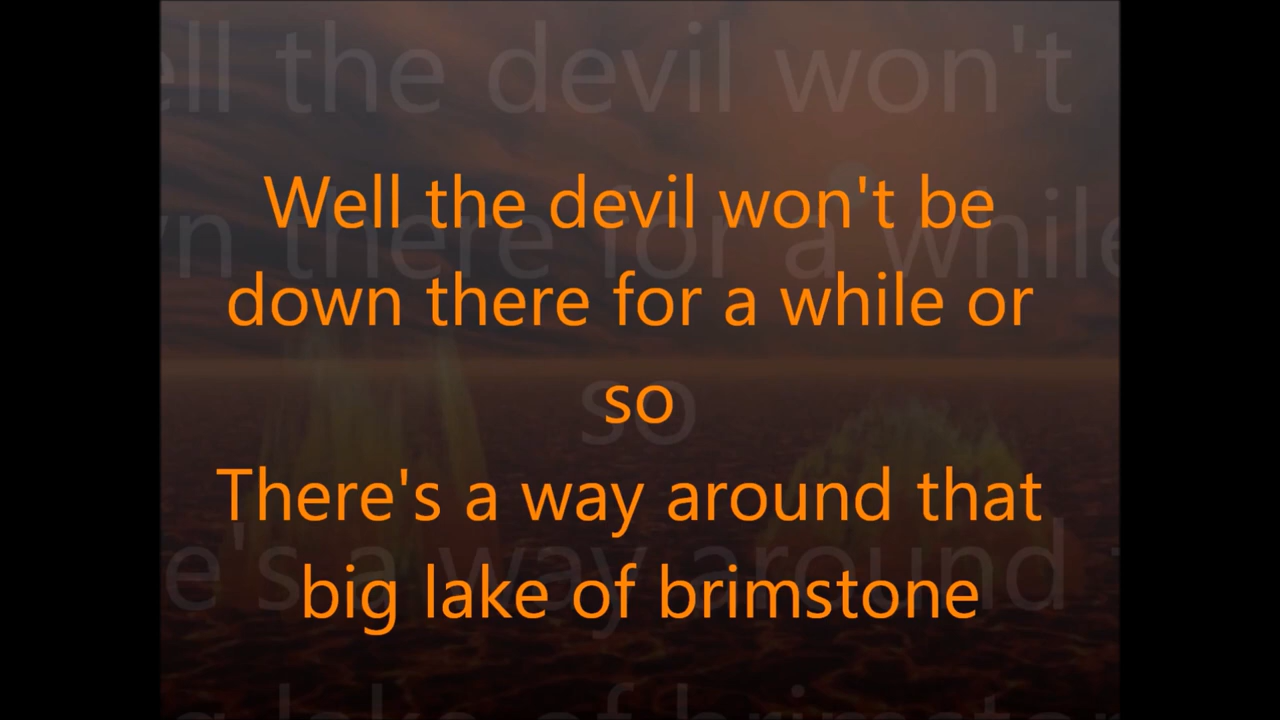 Well the devil won't be
down there for a while or
so
There's a way around that
big lake of brimstone